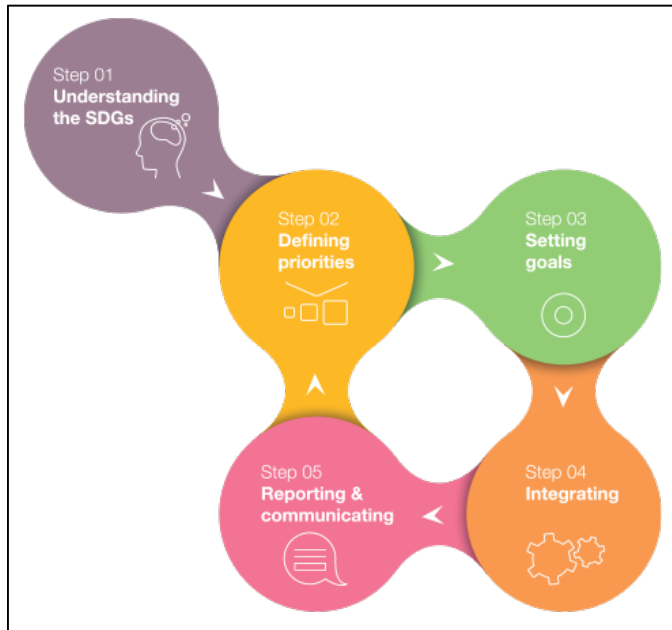 Step 01
Understanding
the SDGs
Step 02
Defining
priorities
Step 03
Setting
goals
Step 04
Integrating
Step 05
Reporting &
communicating